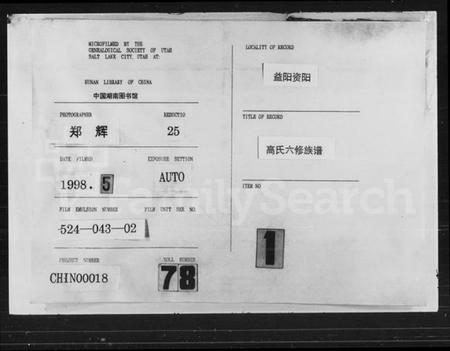 MICROFILMED BY THE
GENEALOGICAL SOCIETY OF UTAH
SALT LAKE CITY, UTAH AT:
HUNAN LIBRARY OF CHINA
中国湖南图书馆
PHOTOGRAPHER
REDUCTIO
郑 辉
25
DATE FILMED
EXPOSURE SETTION
1998. 5
AUTO
FILM EMULSION NUMBER
FILM UNIT SER NO.
524—043—02
PROJECT NUMBER
ROLL NUMBER
CHIN00018
78
LOCALITY OF RECORD
益阳资阳
TITLE OF RECORD
高氏六修族谱
ITEM NO
1
FamilySearch